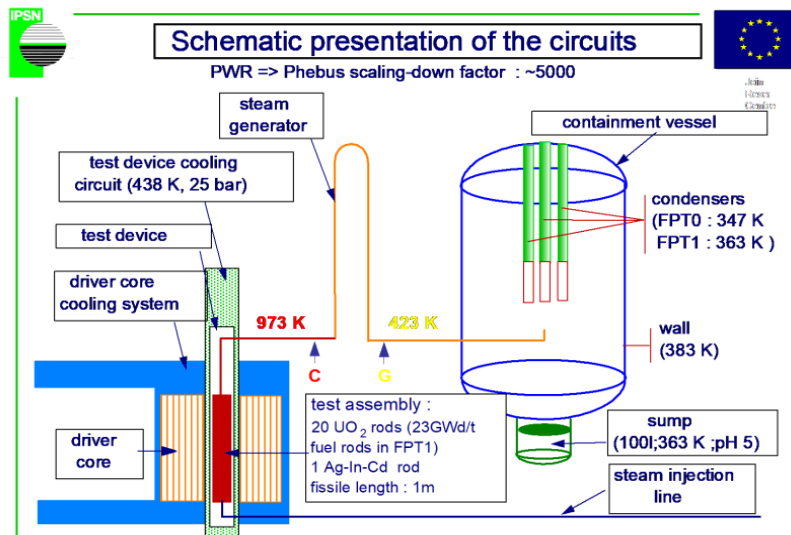 IPSN
Schematic presentation of the circuits
PWR => Phebus scaling-down factor : ~5000
Join
Centre
steam
generator
containment vessel
test device cooling
circuit (438 K, 25 bar)
condensers
(FPT0 : 347 K
FPT1 : 363 K )
test device
driver core
cooling system
973 K
423 K
wall
(383 K)
C
G
test assembly :
20 UO₂ rods (23GWd/t
fuel rods in FPT1)
1 Ag-In-Cd rod
fissile length : 1m
driver
core
sump
(100l;363 K ;pH 5)
steam injection
line